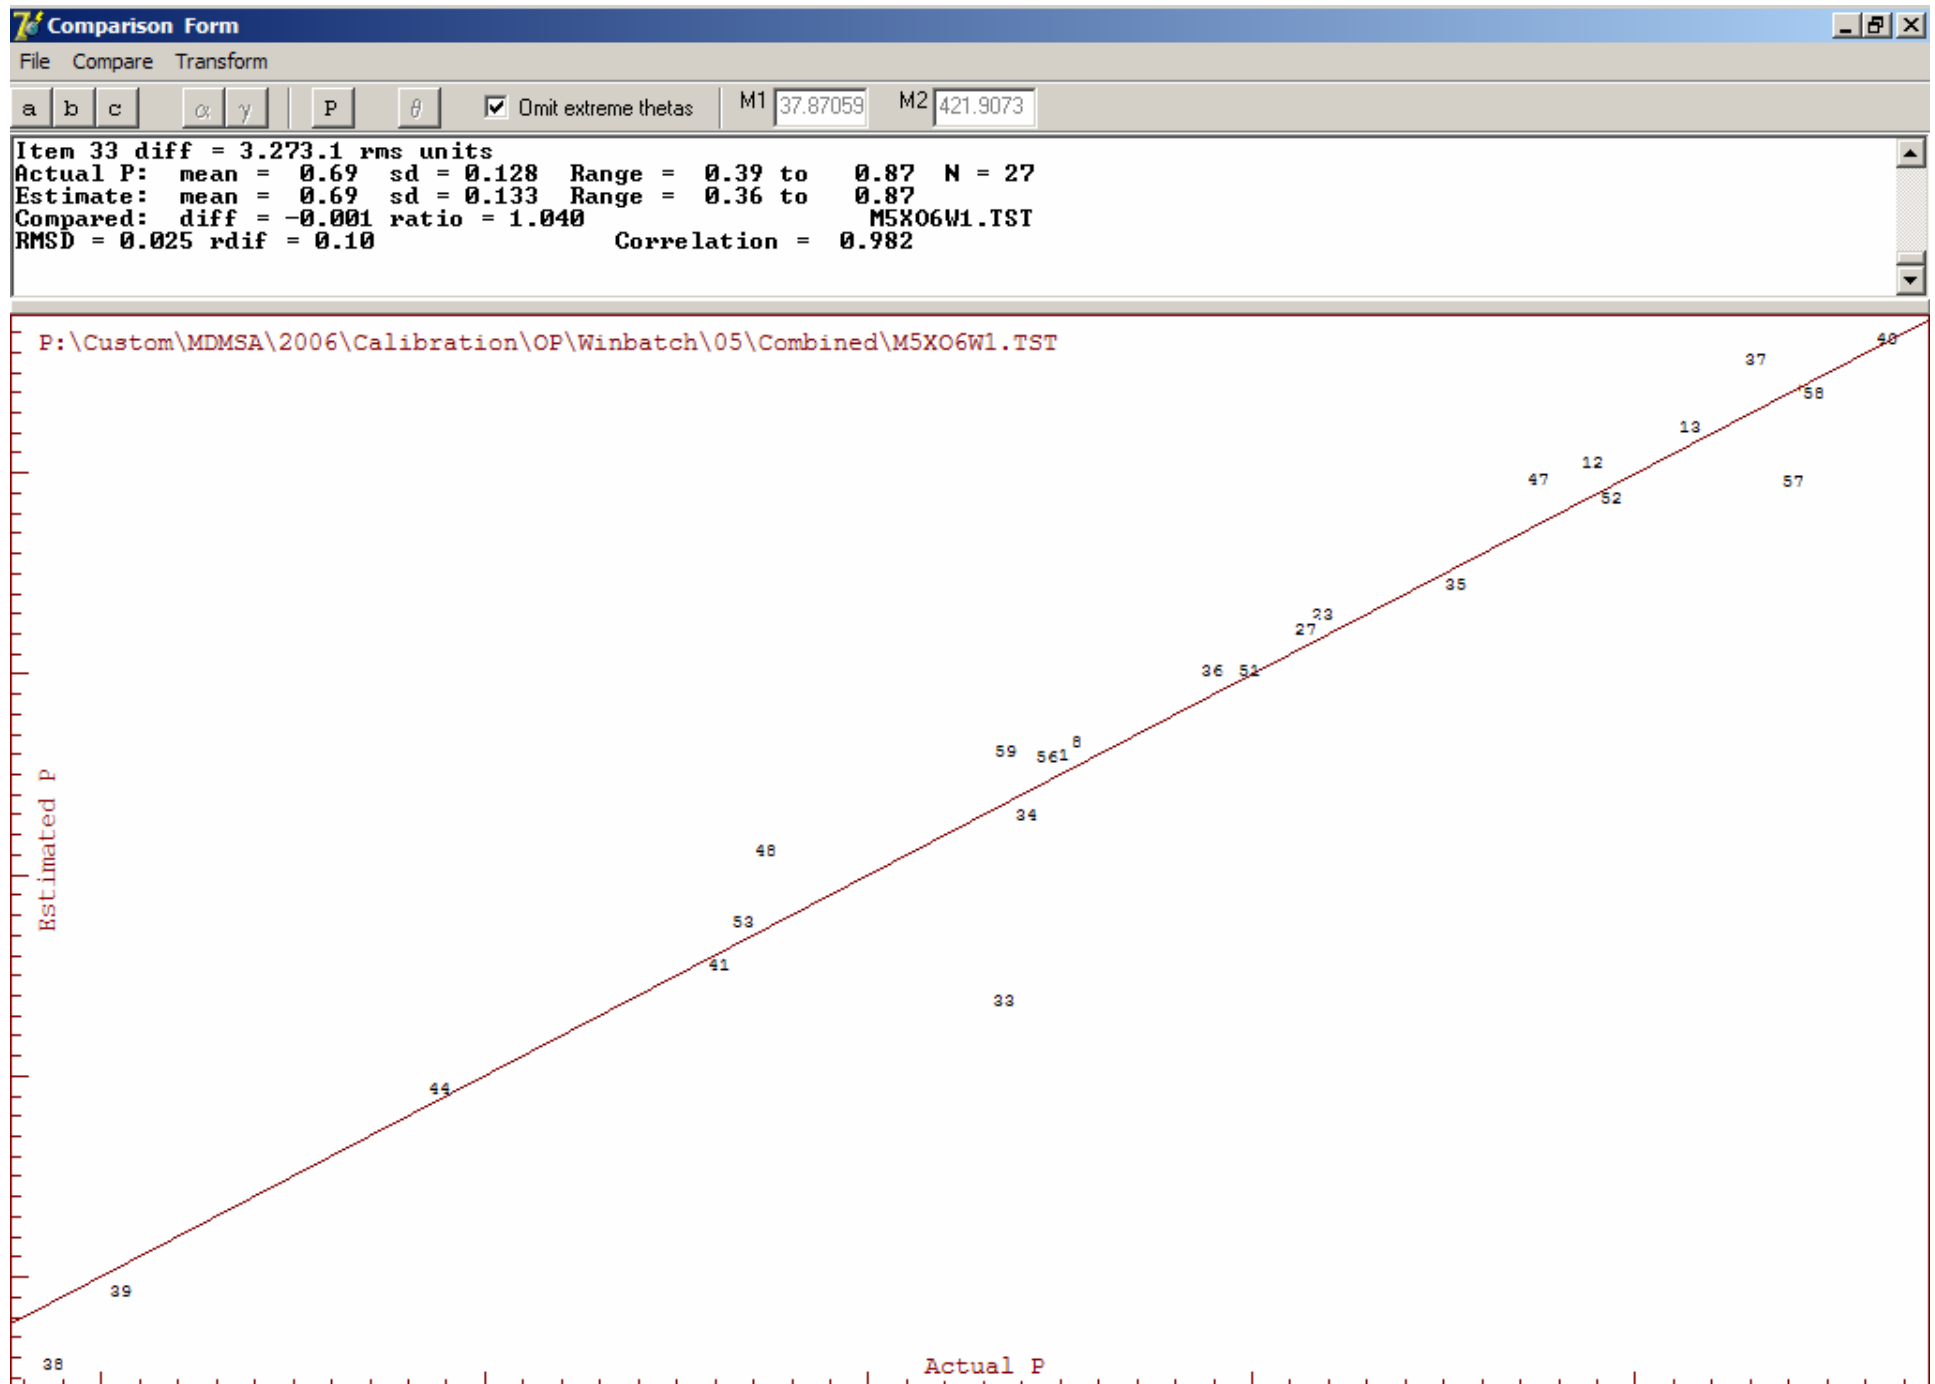 Comparison Form
File Compare Transform
a b c α γ P θ Omit extreme thetas M1 37.87059 M2 421.9073
Item 33 diff = 3.273.1 rms units
Actual P: mean = 0.69 sd = 0.128 Range = 0.39 to 0.87 N = 27
Estimate: mean = 0.69 sd = 0.133 Range = 0.36 to 0.87
Compared: diff = -0.001 ratio = 1.040 M5XO6W1.TST
RMSD = 0.025 rdif = 0.10 Correlation = 0.982
P:\Custom\MDMSA\2006\Calibration\OP\Winbatch\05\Combined\M5XO6W1.TST
40
37
58
13
12
47
57
52
35
23
27
36 51
8
59
561
34
48
53
41
33
44
39
38
Estimated P
Actual P